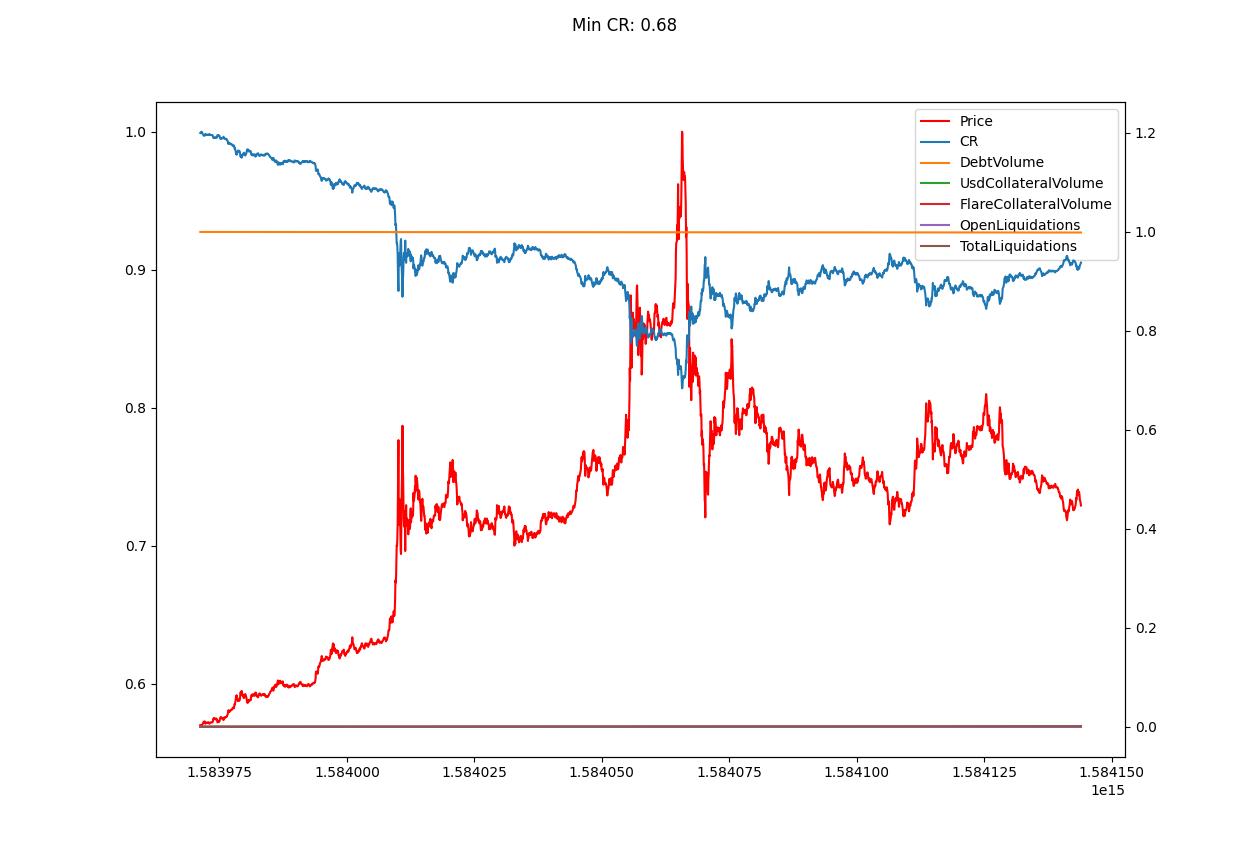 Min CR: 0.68
Price
CR
DebtVolume
UsdCollateralVolume
FlareCollateralVolume
OpenLiquidations
TotalLiquidations
1.0
0.9
0.8
0.7
0.6
1.2
1.0
0.8
0.6
0.4
0.2
0.0
1.583975 1.584000 1.584025 1.584050 1.584075 1.584100 1.584125 1.584150
1e15